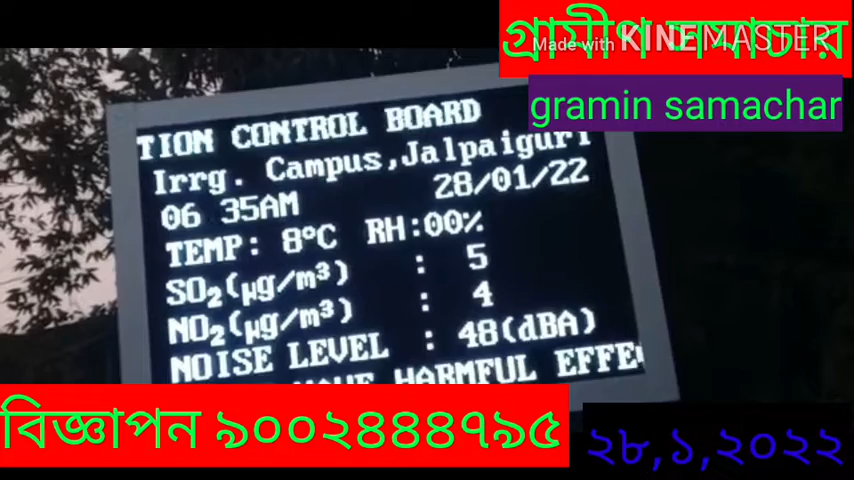 গ্রামীণ সমাচার
Made with KINEMASTER
gramin samachar
TION CONTROL BOARD
Irrg. Campus,Jalpaiguri
06 35AM 28/01/22
TEMP: 8°C RH:00%
SO₂(µg/m³) : 5
NO₂(µg/m³) : 4
NOISE LEVEL : 48(dBA)
HAVE HARMFUL EFFE
বিজ্ঞাপন ৯০০২৪৪৪৭৯৫
২৮,১,২০২২